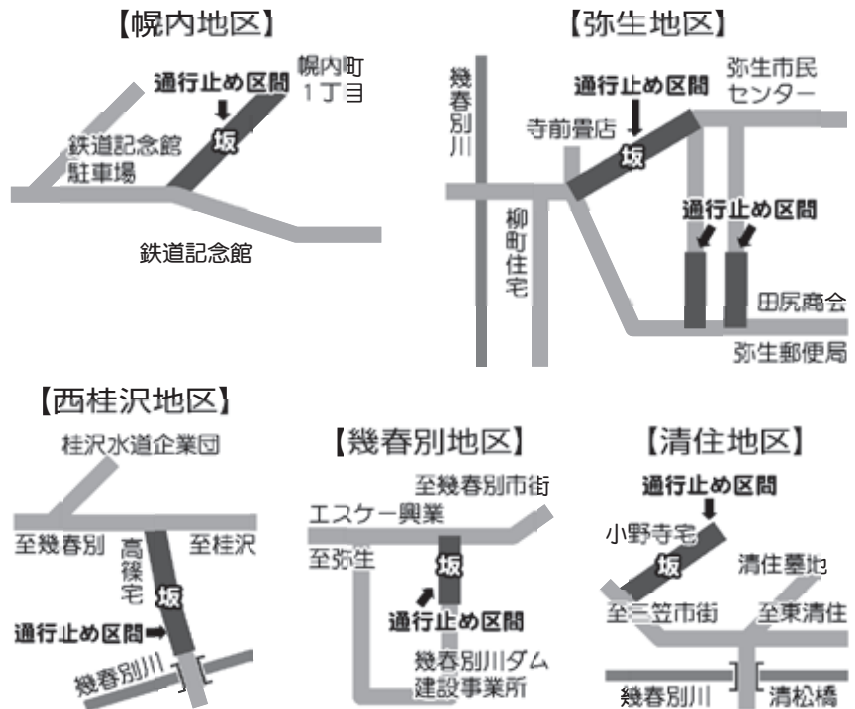 【幌内地区】
通行止め区間
幌内町
1丁目
坂
鉄道記念館
駐車場
鉄道記念館
【弥生地区】
幾春別川
通行止め区間
弥生市民
センター
寺前畳店
坂
柳町住宅
通行止め区間
田尻商会
弥生郵便局
【西桂沢地区】
桂沢水道企業団
至幾春別
高篠宅
至桂沢
坂
通行止め区間
幾春別川
【幾春別地区】
至幾春別市街
エスケー興業
至弥生
坂
通行止め区間
幾春別川ダム
建設事業所
【清住地区】
通行止め区間
小野寺宅
坂
清住墓地
至三笠市街
至東清住
幾春別川
清松橋